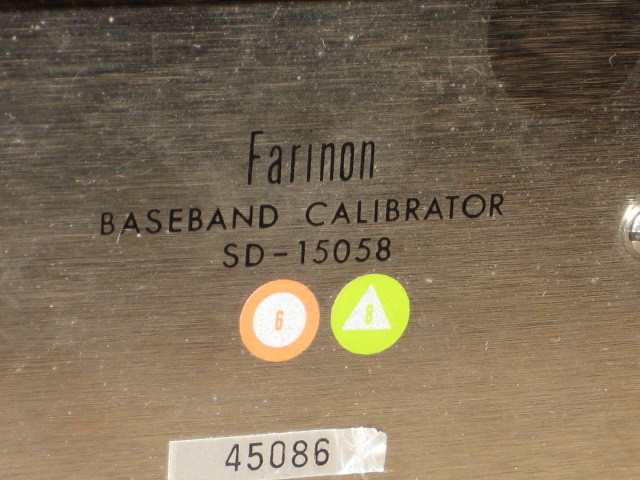 Farinon
BASEBAND CALIBRATOR
SD-15058
6 8
45086